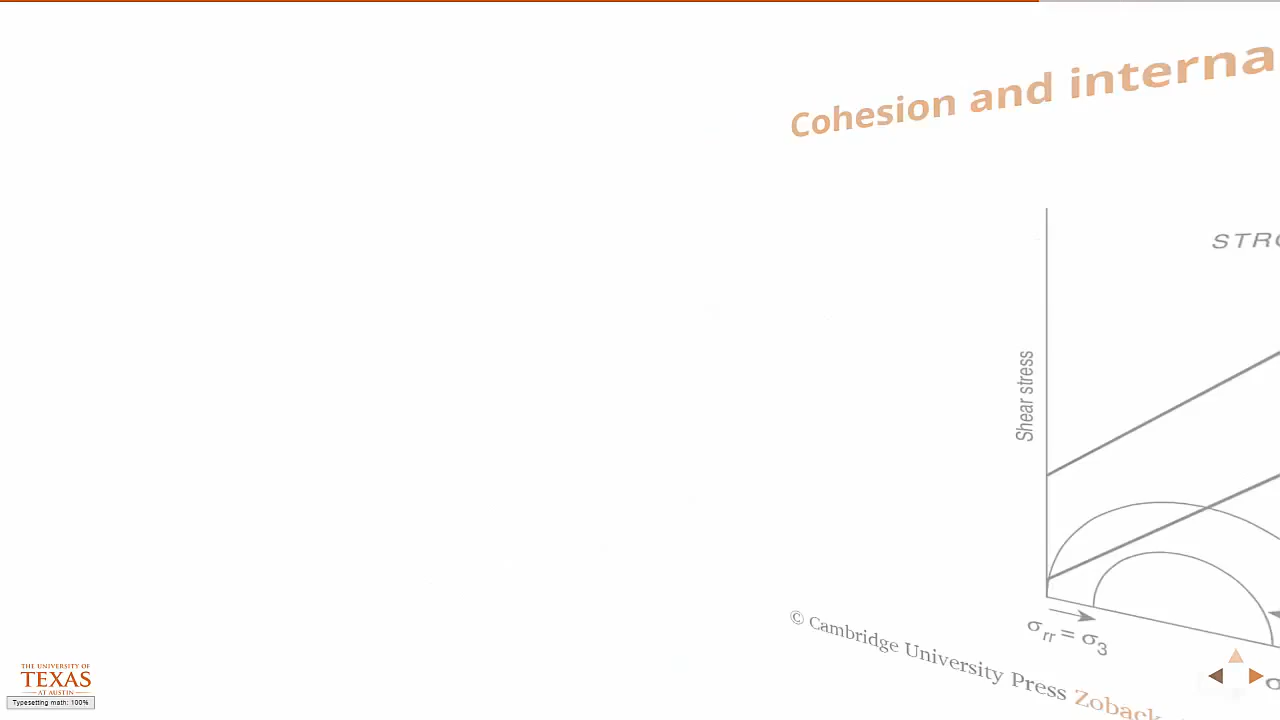 Cohesion and interna
STRO
Shear stress
σrr = σ3
© Cambridge University Press Zoback
σ
THE UNIVERSITY OF
TEXAS
AT AUSTIN
Typesetting math: 100%